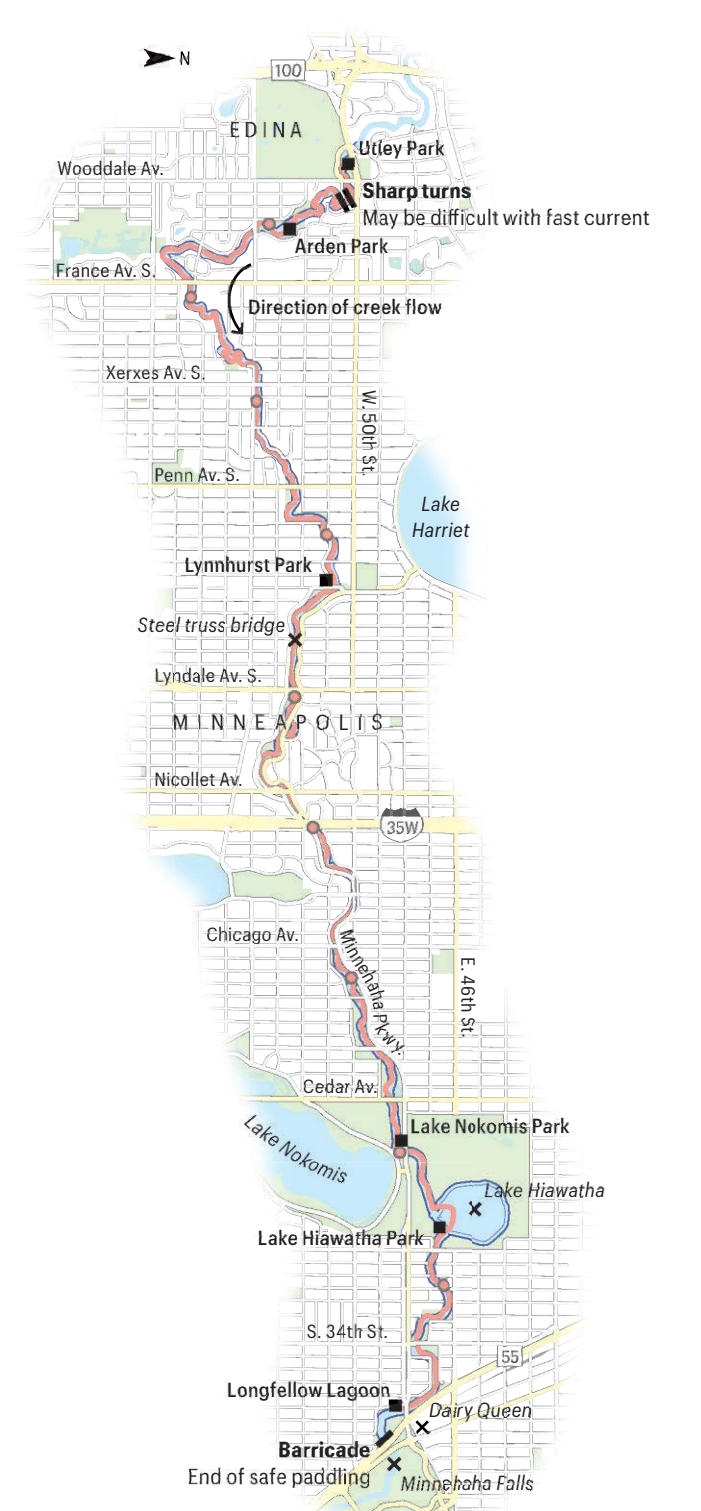 N
100
EDINA
Utley Park
Wooddale Av.
Sharp turns
May be difficult with fast current
Arden Park
France Av. S.
Direction of creek flow
Xerxes Av. S.
W. 50th St.
Penn Av. S.
Lake
Harriet
Lynnhurst Park
Steel truss bridge
Lyndale Av. S.
MINNEAPOLIS
Nicollet Av.
35W
Chicago Av.
Minnehaha Pkwy.
E. 46th St.
Cedar Av.
Lake Nokomis Park
Lake Nokomis
Lake Hiawatha
Lake Hiawatha Park
S. 34th St.
55
Longfellow Lagoon
Dairy Queen
Barricade
End of safe paddling
Minnehaha Falls